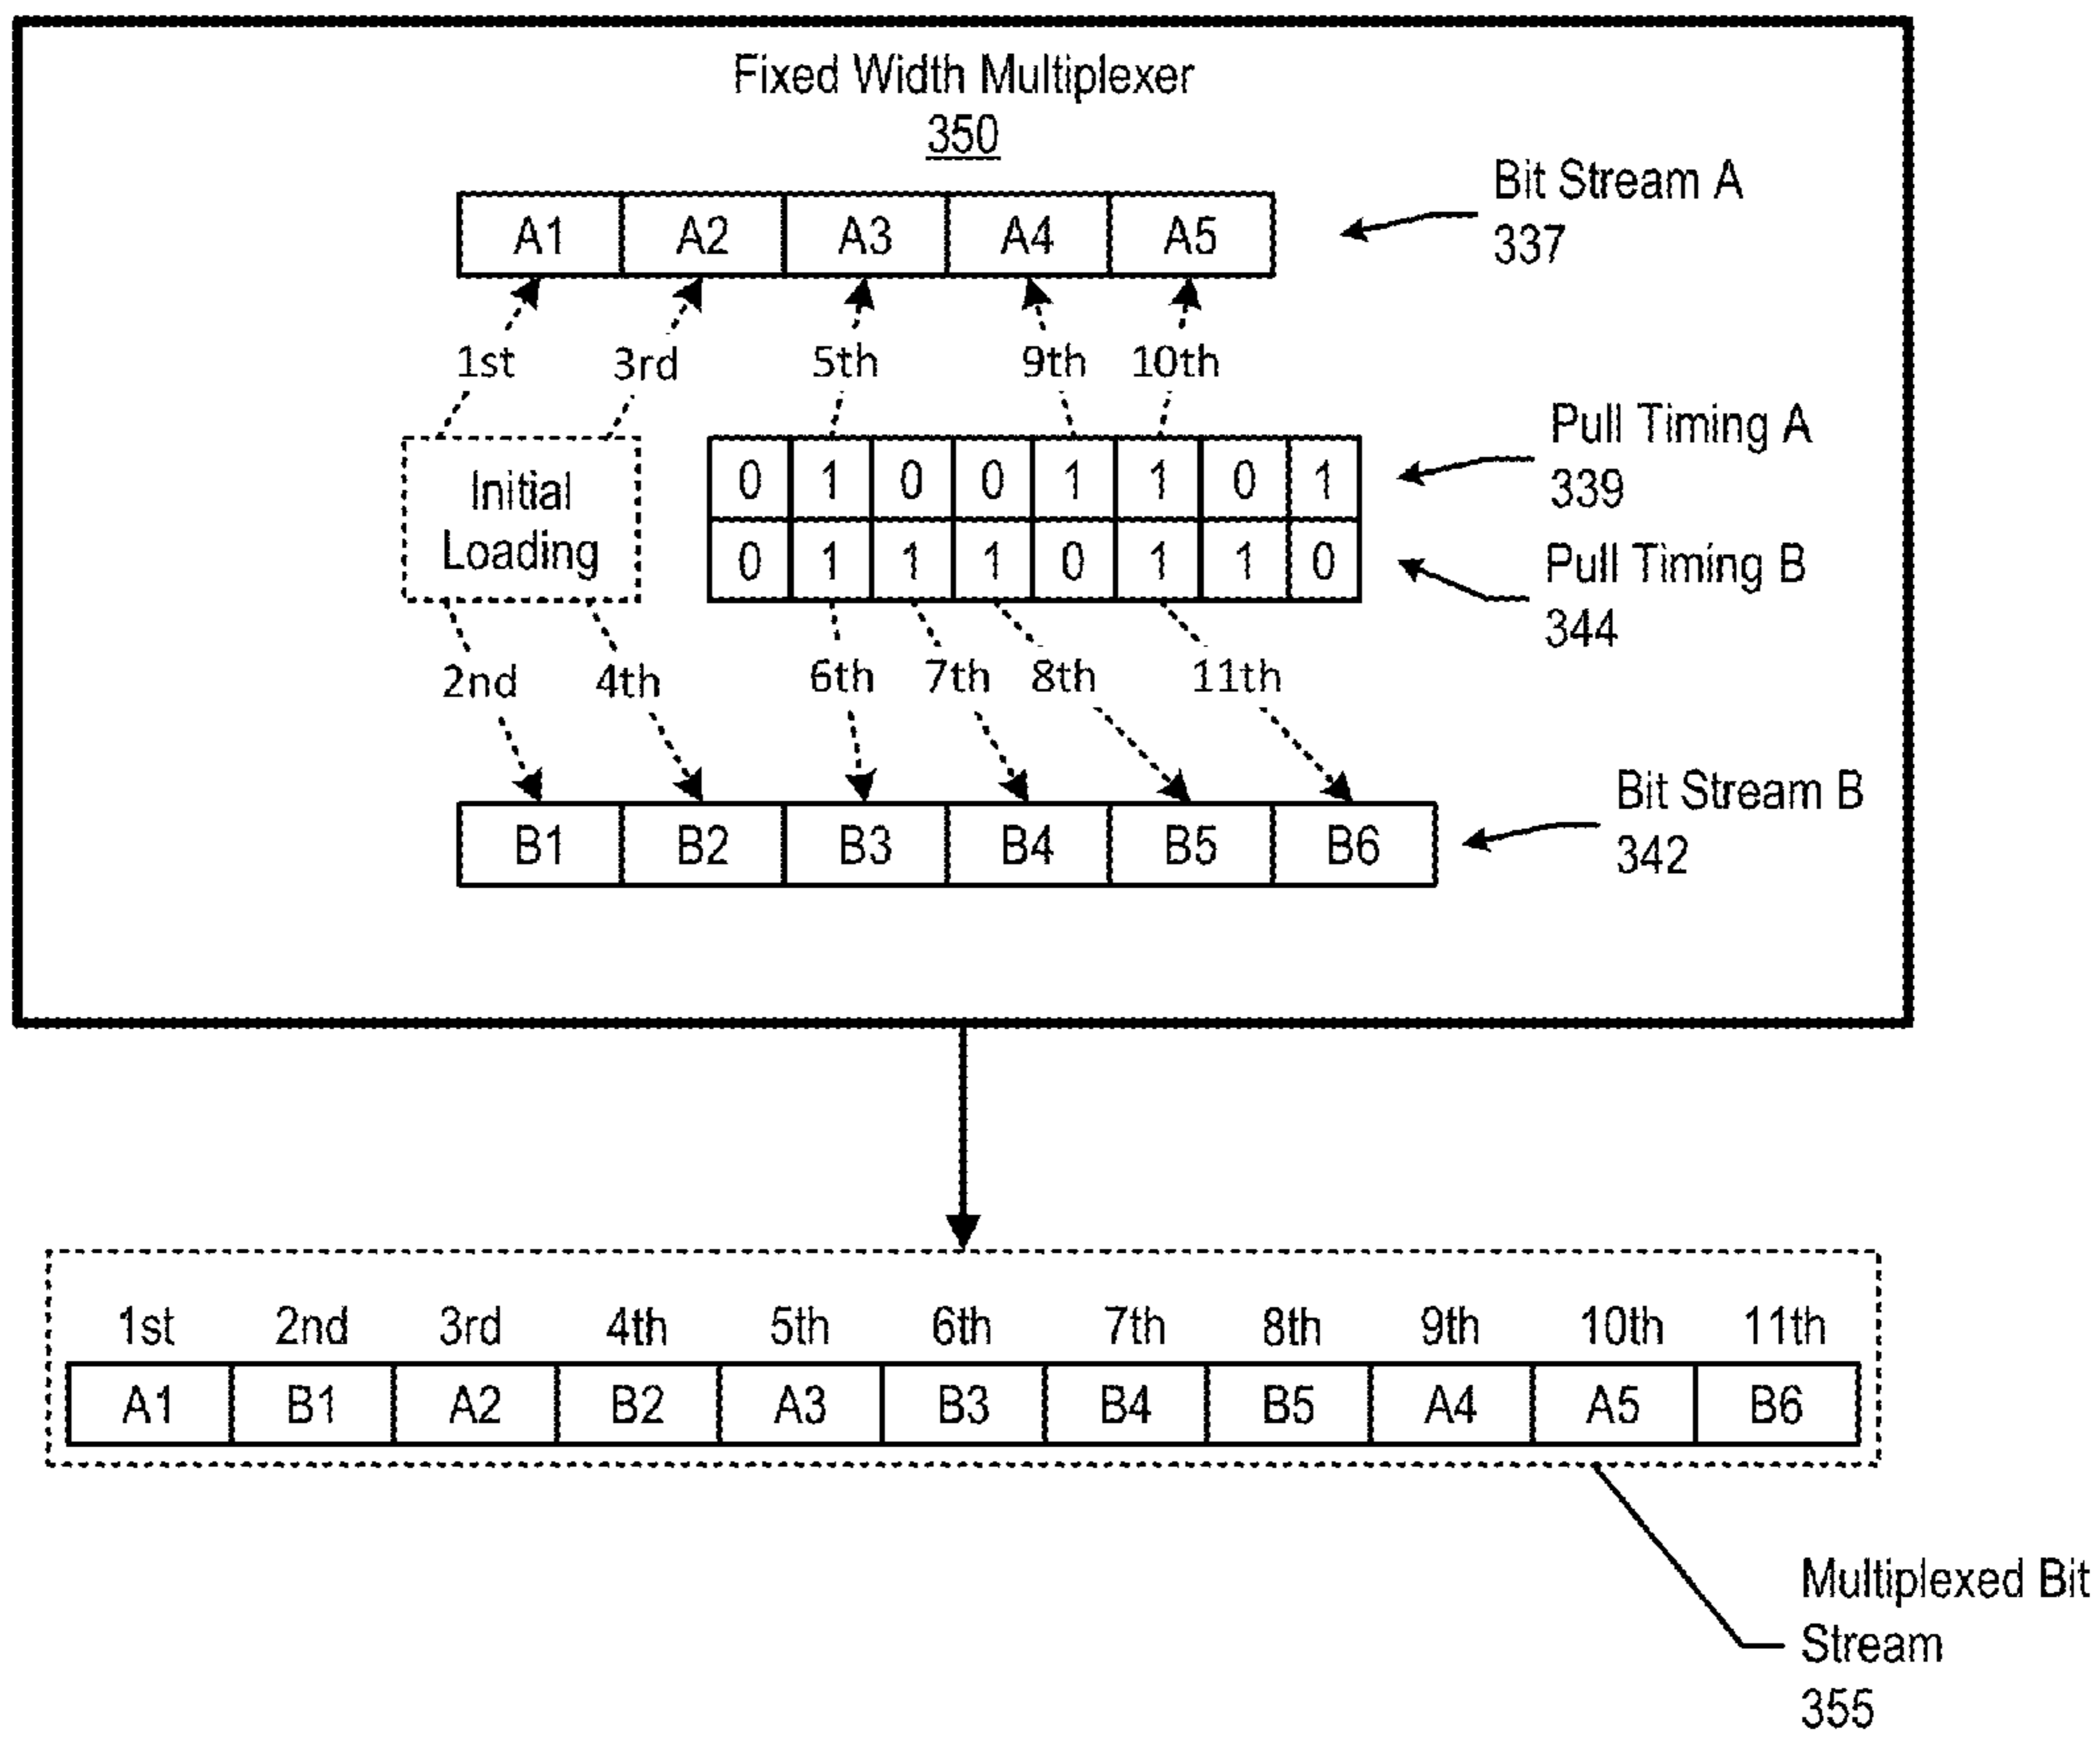 Fixed Width Multiplexer
350
Bit Stream A
337
A1 A2 A3 A4 A5
1st 3rd 5th 9th 10th
Initial
Loading
Pull Timing A
339
0 1 0 0 1 1 0 1
0 1 1 1 0 1 1 0
Pull Timing B
344
2nd 4th 6th 7th 8th 11th
Bit Stream B
342
B1 B2 B3 B4 B5 B6
1st 2nd 3rd 4th 5th 6th 7th 8th 9th 10th 11th
A1 B1 A2 B2 A3 B3 B4 B5 A4 A5 B6
Multiplexed Bit
Stream
355